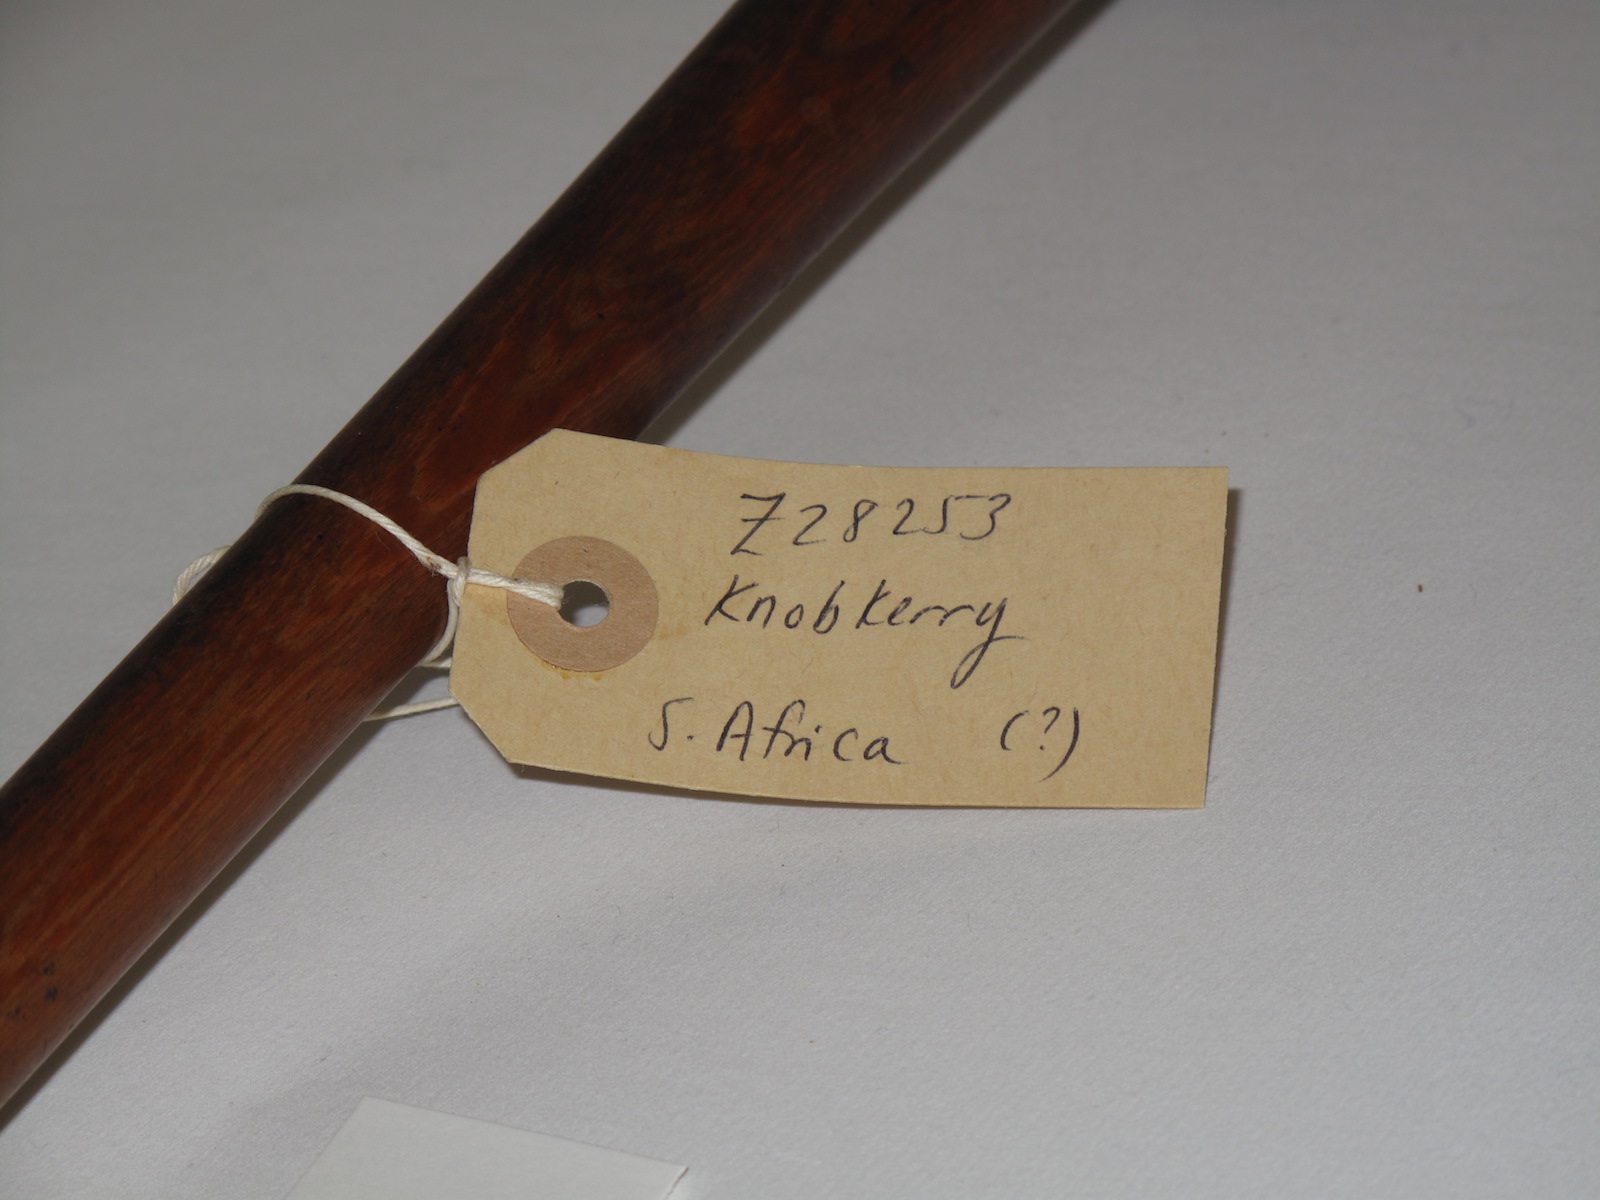 Z28253
Knobkerry
S. Africa (?)